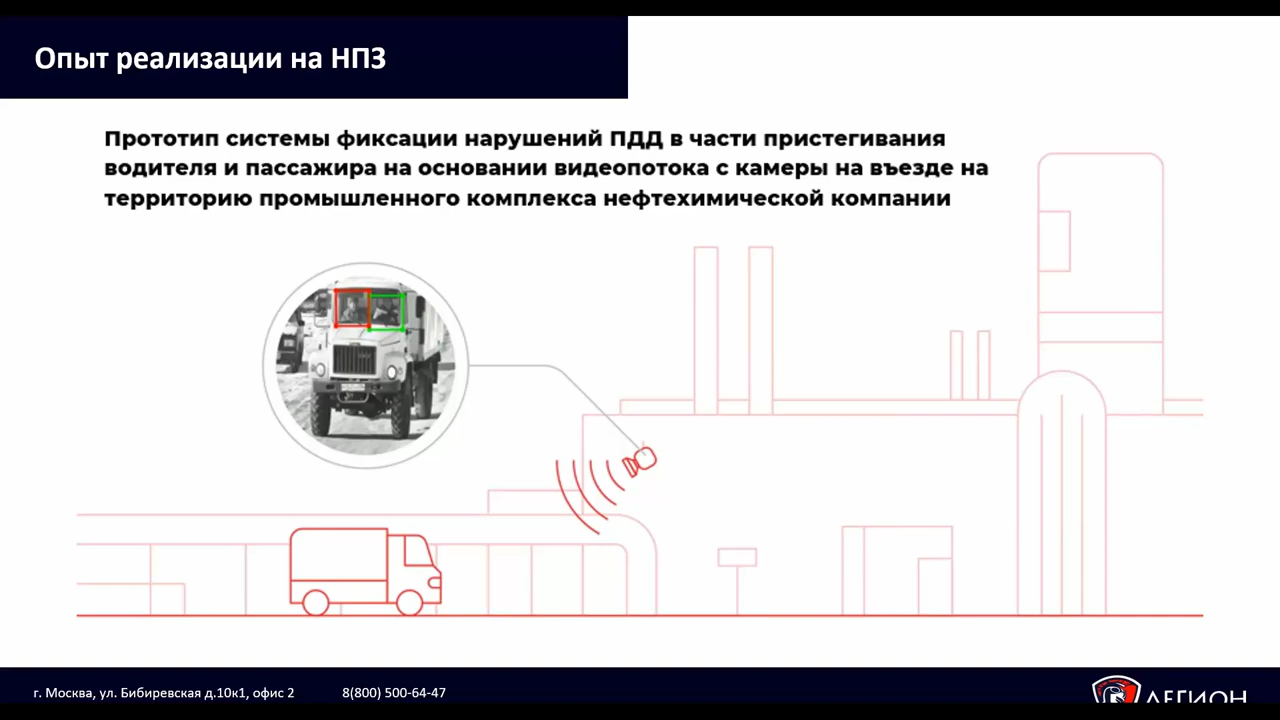 Опыт реализации на НПЗ
Прототип системы фиксации нарушений ПДД в части пристегивания
водителя и пассажира на основании видеопотока с камеры на въезде на
территорию промышленного комплекса нефтехимической компании
г. Москва, ул. Бибиревская д.10к1, офис 2
8(800) 500-64-47
ЛЕГИОН